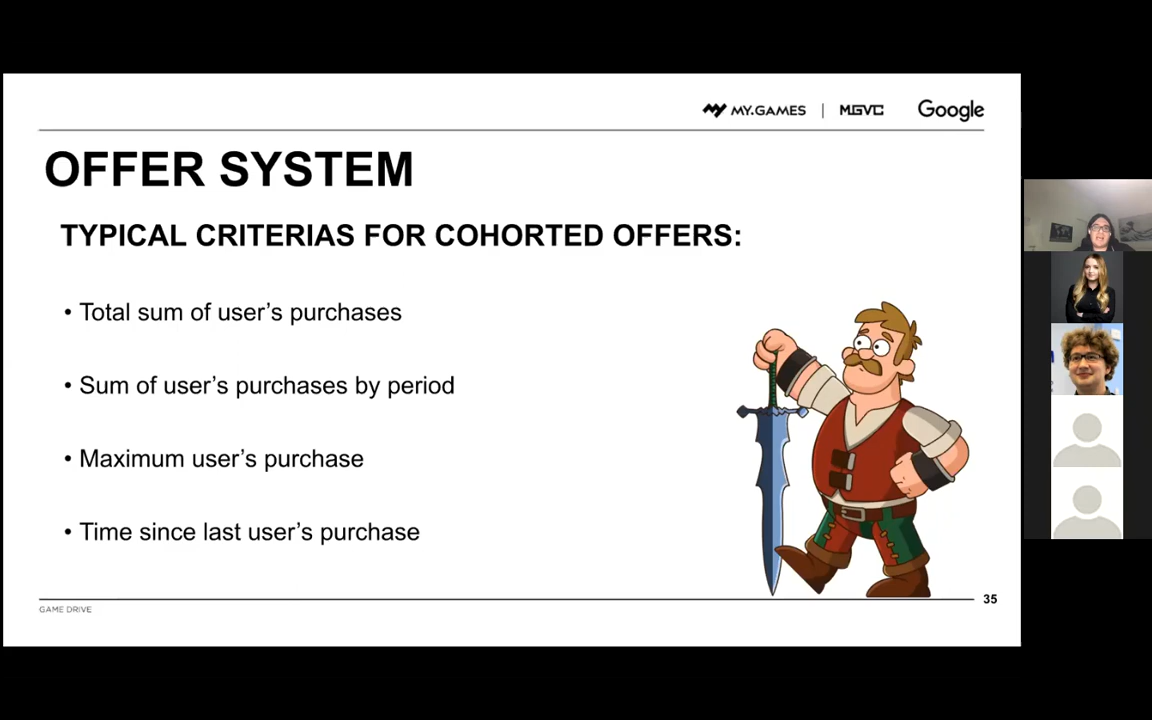 MY.GAMES | MGVC Google
OFFER SYSTEM
TYPICAL CRITERIAS FOR COHORTED OFFERS:
• Total sum of user’s purchases
• Sum of user’s purchases by period
• Maximum user’s purchase
• Time since last user’s purchase
35
GAME DRIVE